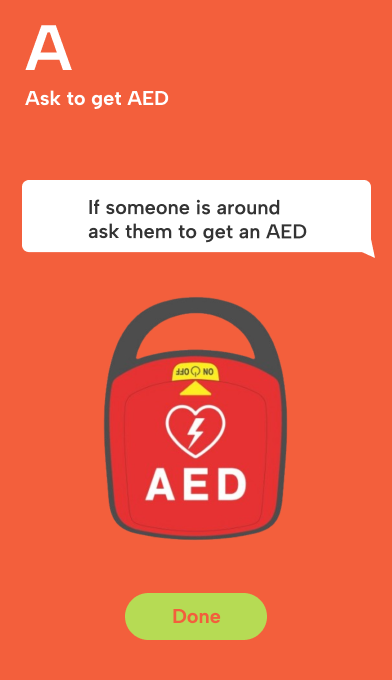 A
Ask to get AED
If someone is around
ask them to get an AED
ON OFF
AED
Done